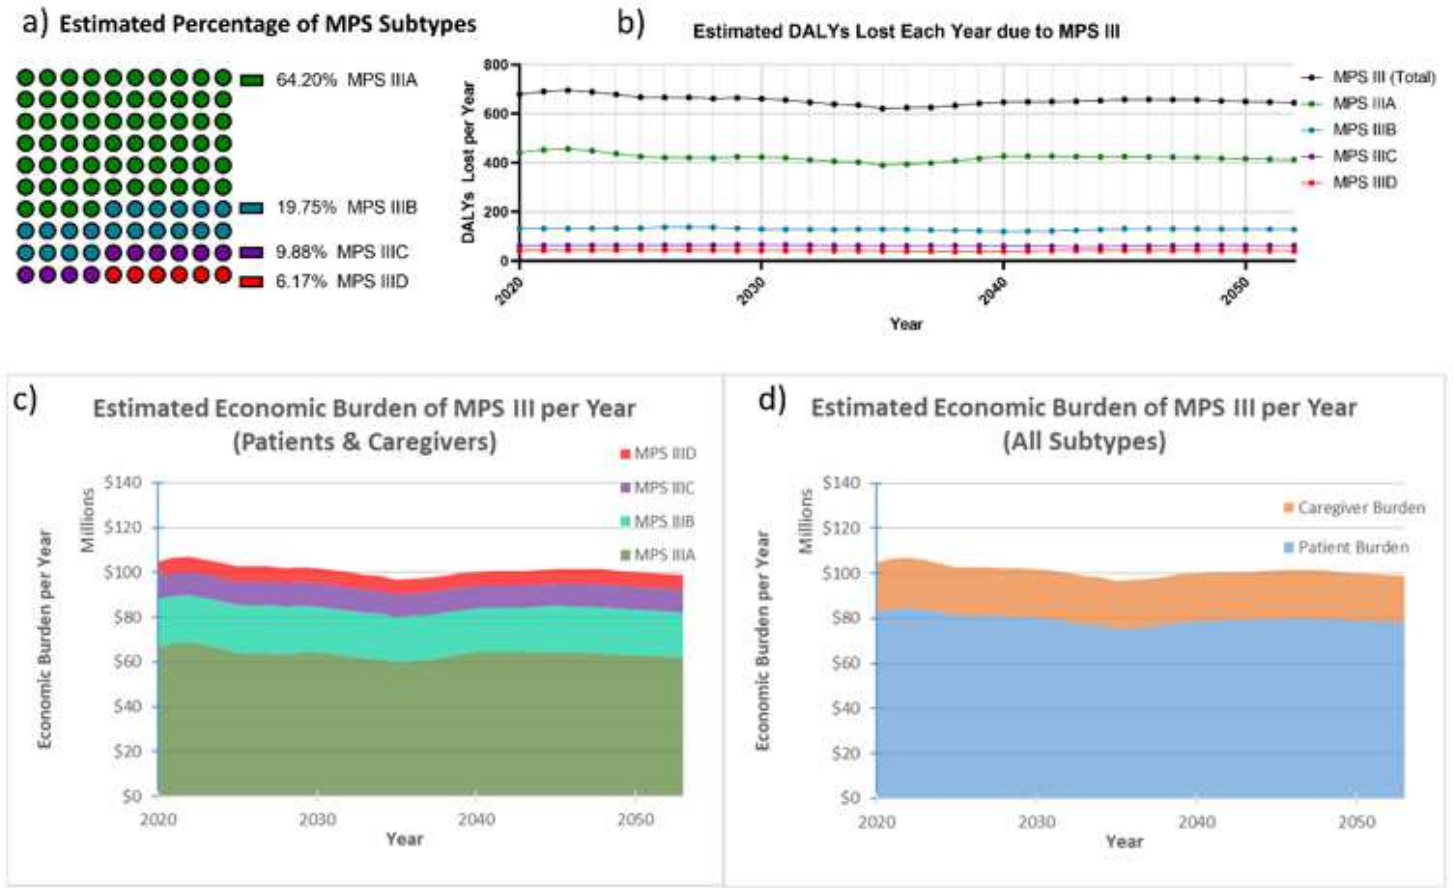 a) Estimated Percentage of MPS Subtypes
64.20% MPS IIIA
19.75% MPS IIIB
9.88% MPS IIIC
6.17% MPS IIID
b) Estimated DALYs Lost Each Year due to MPS III
DALYs Lost per Year
800
600
400
200
0
2020
2030
2040
2050
Year
MPS III (Total)
MPS IIIA
MPS IIIB
MPS IIIC
MPS IIID
c) Estimated Economic Burden of MPS III per Year
(Patients & Caregivers)
MPS IIID
MPS IIIC
MPS IIIB
MPS IIIA
Economic Burden per Year
Millions
$140
$120
$100
$80
$60
$40
$20
$0
2020
2030
2040
2050
Year
d) Estimated Economic Burden of MPS III per Year
(All Subtypes)
Caregiver Burden
Patient Burden
Economic Burden per Year
Millions
$140
$120
$100
$80
$60
$40
$20
$0
2020
2030
2040
2050
Year